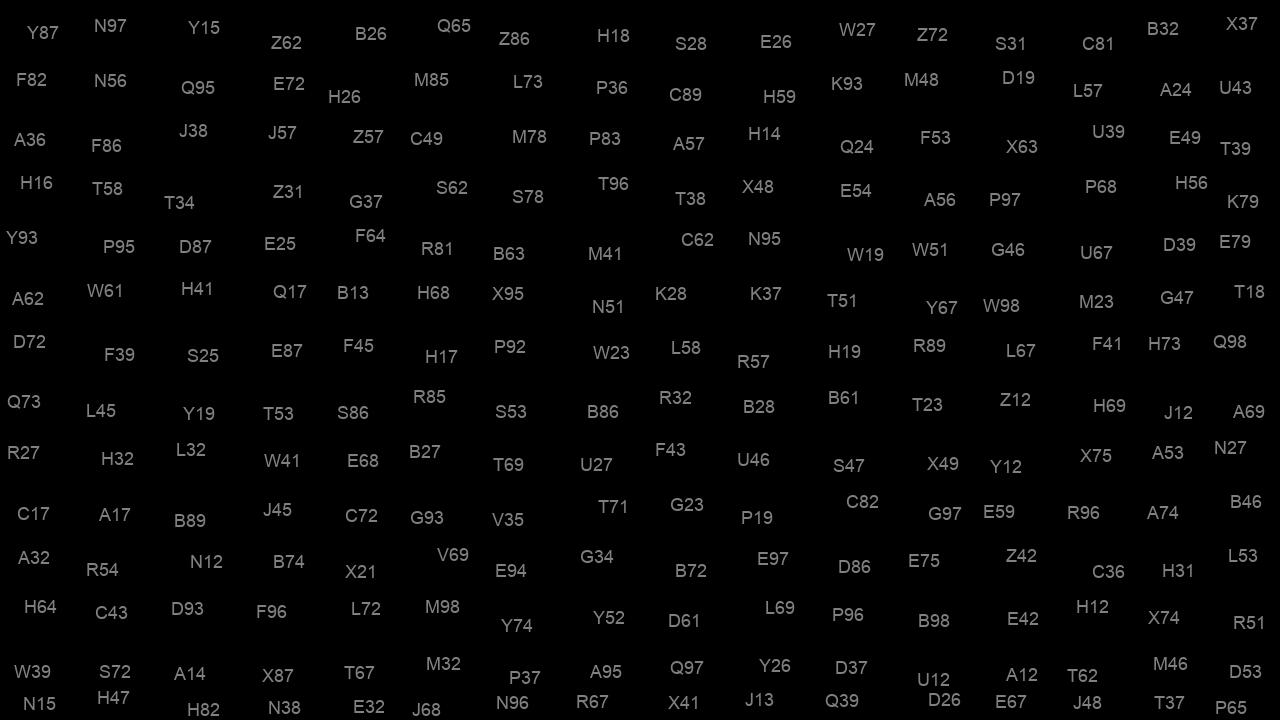 Y87 N97 Y15 Z62 B26 Q65 Z86 H18 S28 E26 W27 Z72 S31 C81 B32 X37
F82 N56 Q95 E72 H26 M85 L73 P36 C89 H59 K93 M48 D19 L57 A24 U43
A36 F86 J38 J57 Z57 C49 M78 P83 A57 H14 Q24 F53 X63 U39 E49 T39
H16 T58 T34 Z31 G37 S62 S78 T96 T38 X48 E54 A56 P97 P68 H56 K79
Y93 P95 D87 E25 F64 R81 B63 M41 C62 N95 W19 W51 G46 U67 D39 E79
A62 W61 H41 Q17 B13 H68 X95 N51 K28 K37 T51 Y67 W98 M23 G47 T18
D72 F39 S25 E87 F45 H17 P92 W23 L58 R57 H19 R89 L67 F41 H73 Q98
Q73 L45 Y19 T53 S86 R85 S53 B86 R32 B28 B61 T23 Z12 H69 J12 A69
R27 H32 L32 W41 E68 B27 T69 U27 F43 U46 S47 X49 Y12 X75 A53 N27
C17 A17 B89 J45 C72 G93 V35 T71 G23 P19 C82 G97 E59 R96 A74 B46
A32 R54 N12 B74 X21 V69 E94 G34 B72 E97 D86 E75 Z42 C36 H31 L53
H64 C43 D93 F96 L72 M98 Y74 Y52 D61 L69 P96 B98 E42 H12 X74 R51
W39 S72 A14 X87 T67 M32 P37 A95 Q97 Y26 D37 U12 A12 T62 M46 D53
N15 H47 H82 N38 E32 J68 N96 R67 X41 J13 Q39 D26 E67 J48 T37 P65